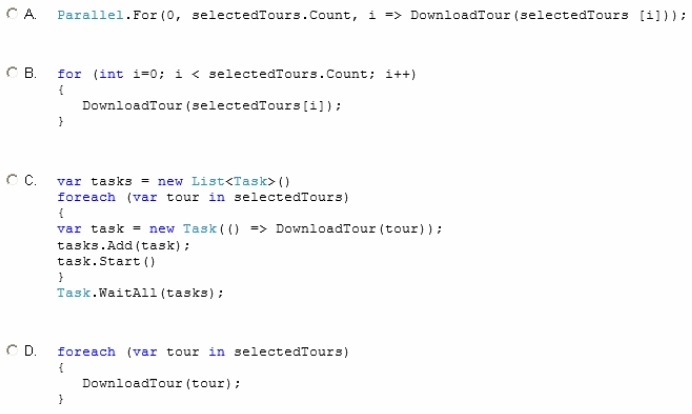 A. Parallel.For(0, selectedTours.Count, i => DownloadTour(selectedTours [i]));
B. for (int i=0; i < selectedTours.Count; i++)
{
DownloadTour(selectedTours[i]);
}
C. var tasks = new List<Task>()
foreach (var tour in selectedTours)
{
var task = new Task(() => DownloadTour(tour));
tasks.Add(task);
task.Start()
}
Task.WaitAll(tasks);
D. foreach (var tour in selectedTours)
{
DownloadTour(tour);
}